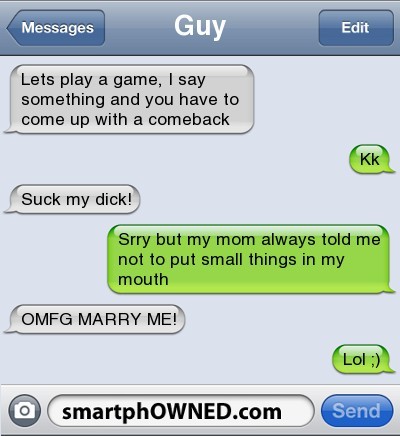 Messages
Guy
Edit
Lets play a game, I say
something and you have to
come up with a comeback
Kk
Suck my dick!
Srry but my mom always told me
not to put small things in my
mouth
OMFG MARRY ME!
Lol ;)
smartphOWNED.com
Send